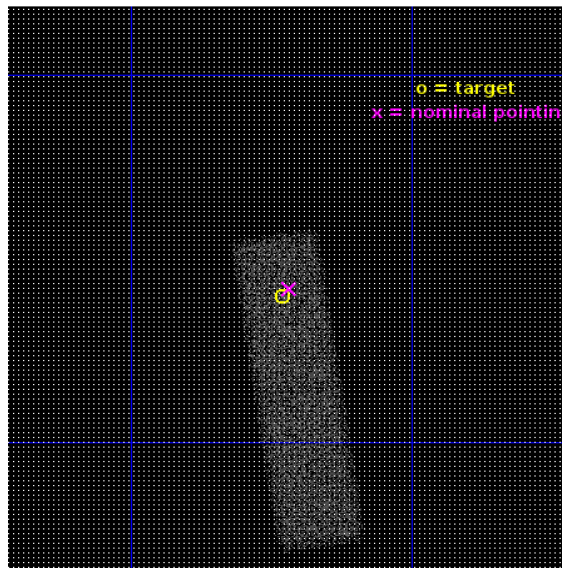 o = target
x = nominal pointin